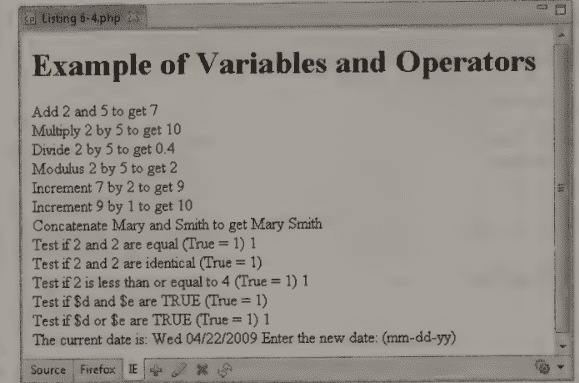 Listing 6-4.php
Example of Variables and Operators
Add 2 and 5 to get 7
Multiply 2 by 5 to get 10
Divide 2 by 5 to get 0.4
Modulus 2 by 5 to get 2
Increment 7 by 2 to get 9
Increment 9 by 1 to get 10
Concatenate Mary and Smith to get Mary Smith
Test if 2 and 2 are equal (True = 1) 1
Test if 2 and 2 are identical (True = 1)
Test if 2 is less than or equal to 4 (True = 1) 1
Test if $d and $e are TRUE (True = 1)
Test if $d or $e are TRUE (True = 1) 1
The current date is: Wed 04/22/2009 Enter the new date: (mm-dd-yy)
Source Firefox IE